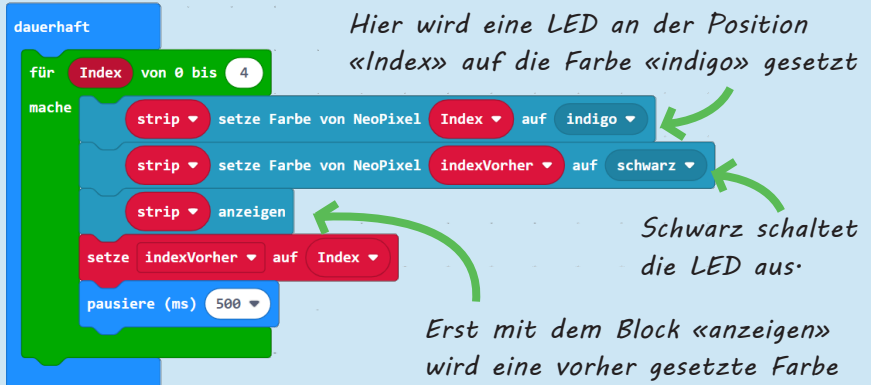 dauerhaft
Hier wird eine LED an der Position
«Index» auf die Farbe «indigo» gesetzt
für Index von 0 bis 4
mache
strip setze Farbe von NeoPixel Index auf indigo
strip setze Farbe von NeoPixel indexVorher auf schwarz
strip anzeigen
Schwarz schaltet
die LED aus.
setze indexVorher auf Index
pausiere (ms) 500
Erst mit dem Block «anzeigen»
wird eine vorher gesetzte Farbe